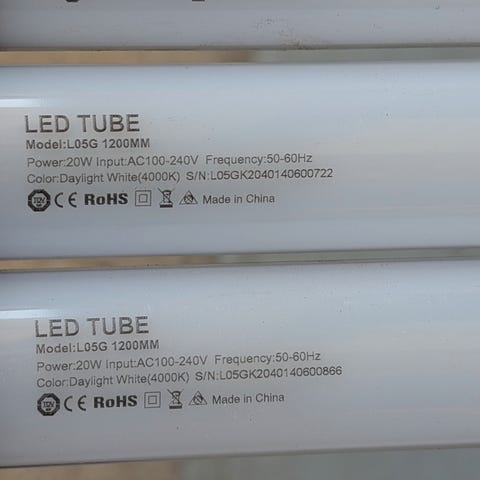 LED TUBE
Model:L05G 1200MM
Power:20W Input:AC100-240V Frequency:50-60Hz
Color:Daylight White(4000K) S/N:L05GK2040140600722
TUV CE RoHS Made in China
LED TUBE
Model:L05G 1200MM
Power:20W Input:AC100-240V Frequency:50-60Hz
Color:Daylight White(4000K) S/N:L05GK2040140600866
TUV CE RoHS Made in China